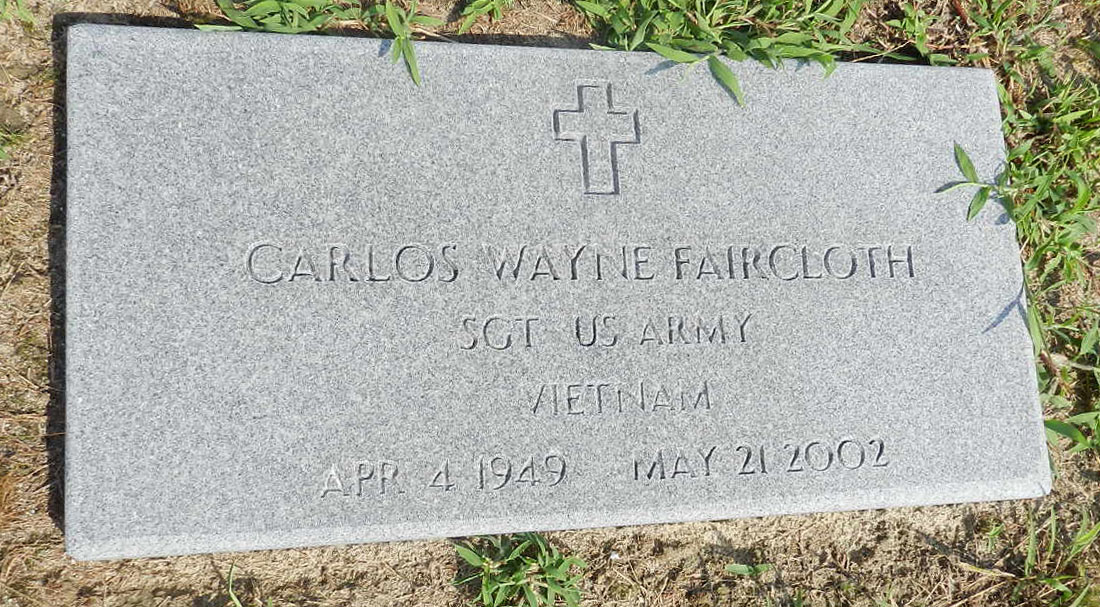 CARLOS WAYNE FAIRCLOTH
SGT US ARMY
VIETNAM
APR 4 1949 MAY 21 2002